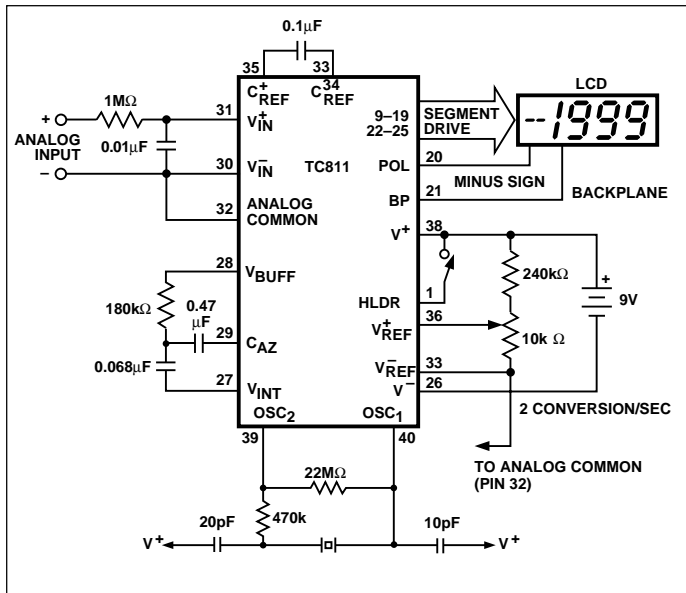 0.1µF
35
33
34
C+REF
C–REF
1MΩ
31
V+IN
+
ANALOG
INPUT
–
0.01µF
30
V–IN
TC811
32
ANALOG
COMMON
LCD
9–19
22–25
SEGMENT
DRIVE
--1999
POL
20
MINUS SIGN
BP
21
BACKPLANE
V+
38
240kΩ
+
9V
HLDR
1
V+REF
36
10k Ω
V–REF
33
V–
26
28
VBUFF
180kΩ
0.47
µF
29
CAZ
0.068µF
27
VINT
OSC2
OSC1
39
40
2 CONVERSION/SEC
TO ANALOG COMMON
(PIN 32)
22MΩ
470k
20pF
10pF
V+
V+